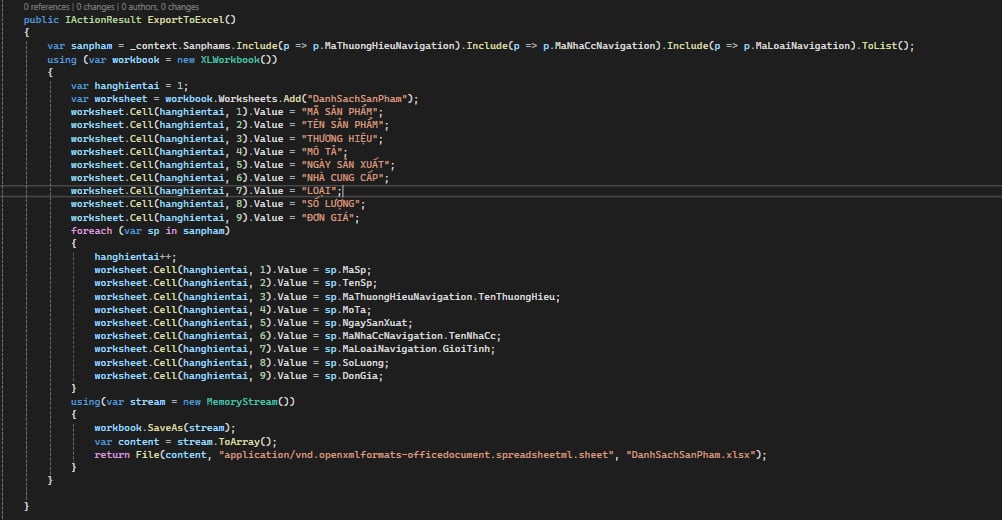 0 references | 0 changes | 0 authors, 0 changes
public IActionResult ExportToExcel()
{
var sanpham = _context.Sanphams.Include(p => p.MaThuongHieuNavigation).Include(p => p.MaNhaCcNavigation).Include(p => p.MaLoaiNavigation).ToList();
using (var workbook = new XLWorkbook())
{
var hanghientai = 1;
var worksheet = workbook.Worksheets.Add("DanhSachSanPham");
worksheet.Cell(hanghientai, 1).Value = "MÃ SẢN PHẨM";
worksheet.Cell(hanghientai, 2).Value = "TÊN SẢN PHẨM";
worksheet.Cell(hanghientai, 3).Value = "THƯƠNG HIỆU";
worksheet.Cell(hanghientai, 4).Value = "MÔ TẢ";
worksheet.Cell(hanghientai, 5).Value = "NGÀY SẢN XUẤT";
worksheet.Cell(hanghientai, 6).Value = "NHÀ CUNG CẤP";
worksheet.Cell(hanghientai, 7).Value = "LOẠI";
worksheet.Cell(hanghientai, 8).Value = "SỐ LƯỢNG";
worksheet.Cell(hanghientai, 9).Value = "ĐƠN GIÁ";
foreach (var sp in sanpham)
{
hanghientai++;
worksheet.Cell(hanghientai, 1).Value = sp.MaSp;
worksheet.Cell(hanghientai, 2).Value = sp.TenSp;
worksheet.Cell(hanghientai, 3).Value = sp.MaThuongHieuNavigation.TenThuongHieu;
worksheet.Cell(hanghientai, 4).Value = sp.MoTa;
worksheet.Cell(hanghientai, 5).Value = sp.NgaySanXuat;
worksheet.Cell(hanghientai, 6).Value = sp.MaNhaCcNavigation.TenNhaCc;
worksheet.Cell(hanghientai, 7).Value = sp.MaLoaiNavigation.GioiTinh;
worksheet.Cell(hanghientai, 8).Value = sp.SoLuong;
worksheet.Cell(hanghientai, 9).Value = sp.DonGia;
}
using(var stream = new MemoryStream())
{
workbook.SaveAs(stream);
var content = stream.ToArray();
return File(content, "application/vnd.openxmlformats-officedocument.spreadsheetml.sheet", "DanhSachSanPham.xlsx");
}
}
}